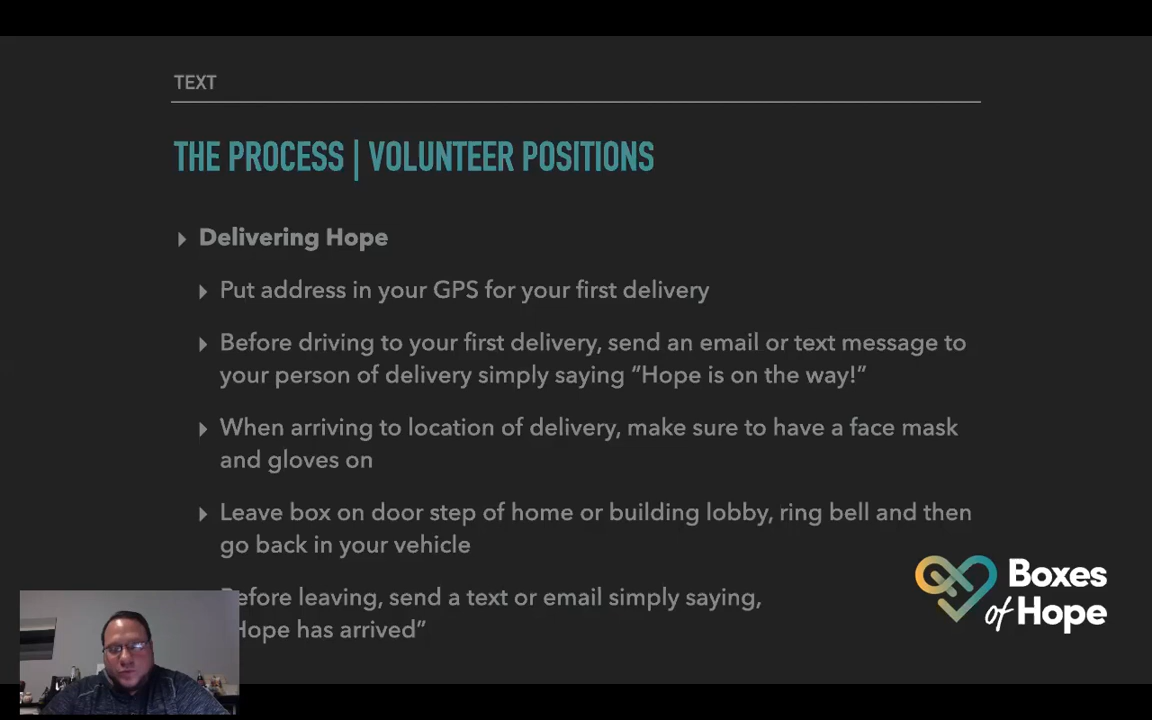 TEXT
THE PROCESS | VOLUNTEER POSITIONS
Delivering Hope
Put address in your GPS for your first delivery
Before driving to your first delivery, send an email or text message to
your person of delivery simply saying “Hope is on the way!”
When arriving to location of delivery, make sure to have a face mask
and gloves on
Leave box on door step of home or building lobby, ring bell and then
go back in your vehicle
Before leaving, send a text or email simply saying,
Hope has arrived”
Boxes
of Hope